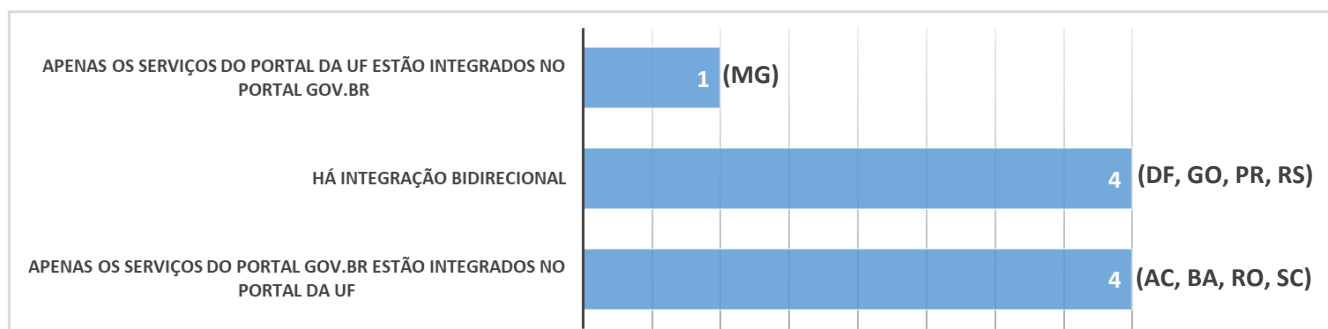 APENAS OS SERVIÇOS DO PORTAL DA UF ESTÃO INTEGRADOS NO
PORTAL GOV.BR
1 (MG)
HÁ INTEGRAÇÃO BIDIRECIONAL
4 (DF, GO, PR, RS)
APENAS OS SERVIÇOS DO PORTAL GOV.BR ESTÃO INTEGRADOS NO
PORTAL DA UF
4 (AC, BA, RO, SC)